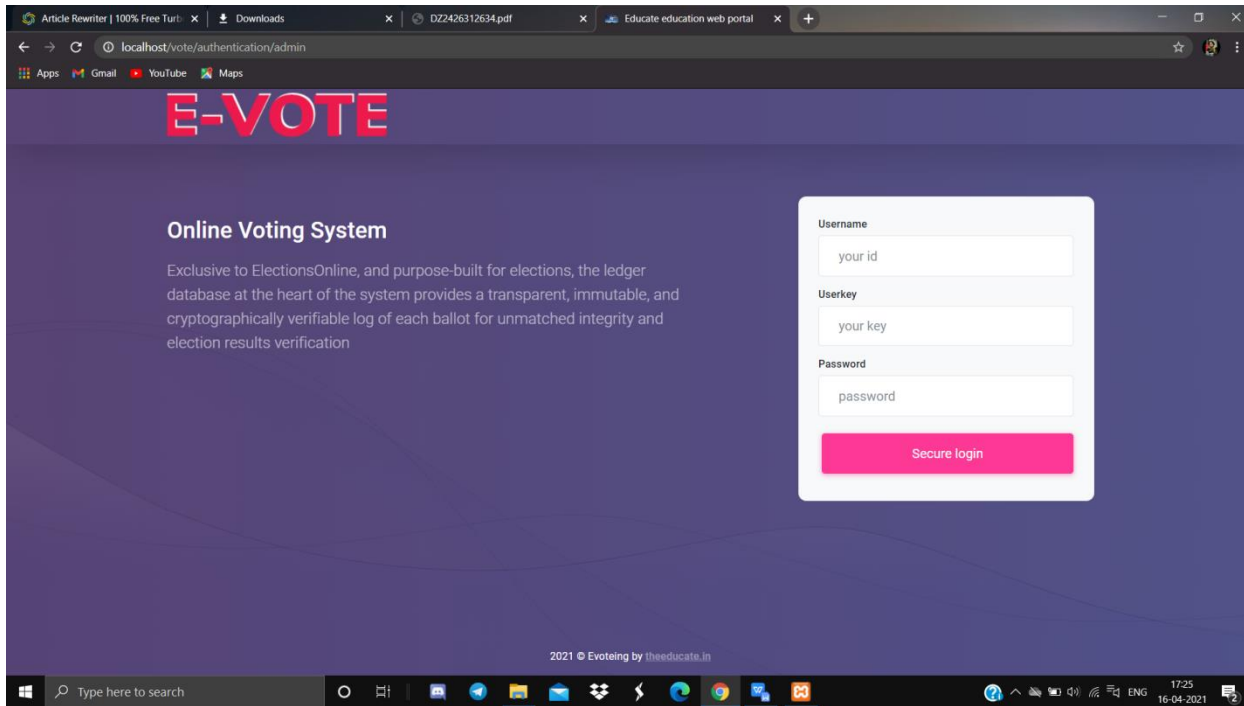 Article Rewriter | 100% Free Turb
Downloads
DZ2426312634.pdf
Educate education web portal
localhost/vote/authentication/admin
Apps
Gmail
YouTube
Maps
E-VOTE
Online Voting System
Exclusive to ElectionsOnline, and purpose-built for elections, the ledger
database at the heart of the system provides a transparent, immutable, and
cryptographically verifiable log of each ballot for unmatched integrity and
election results verification
Username
your id
Userkey
your key
Password
password
Secure login
2021 © Evoteing by theeducate.in
Type here to search
ENG
17:25
16-04-2021
2